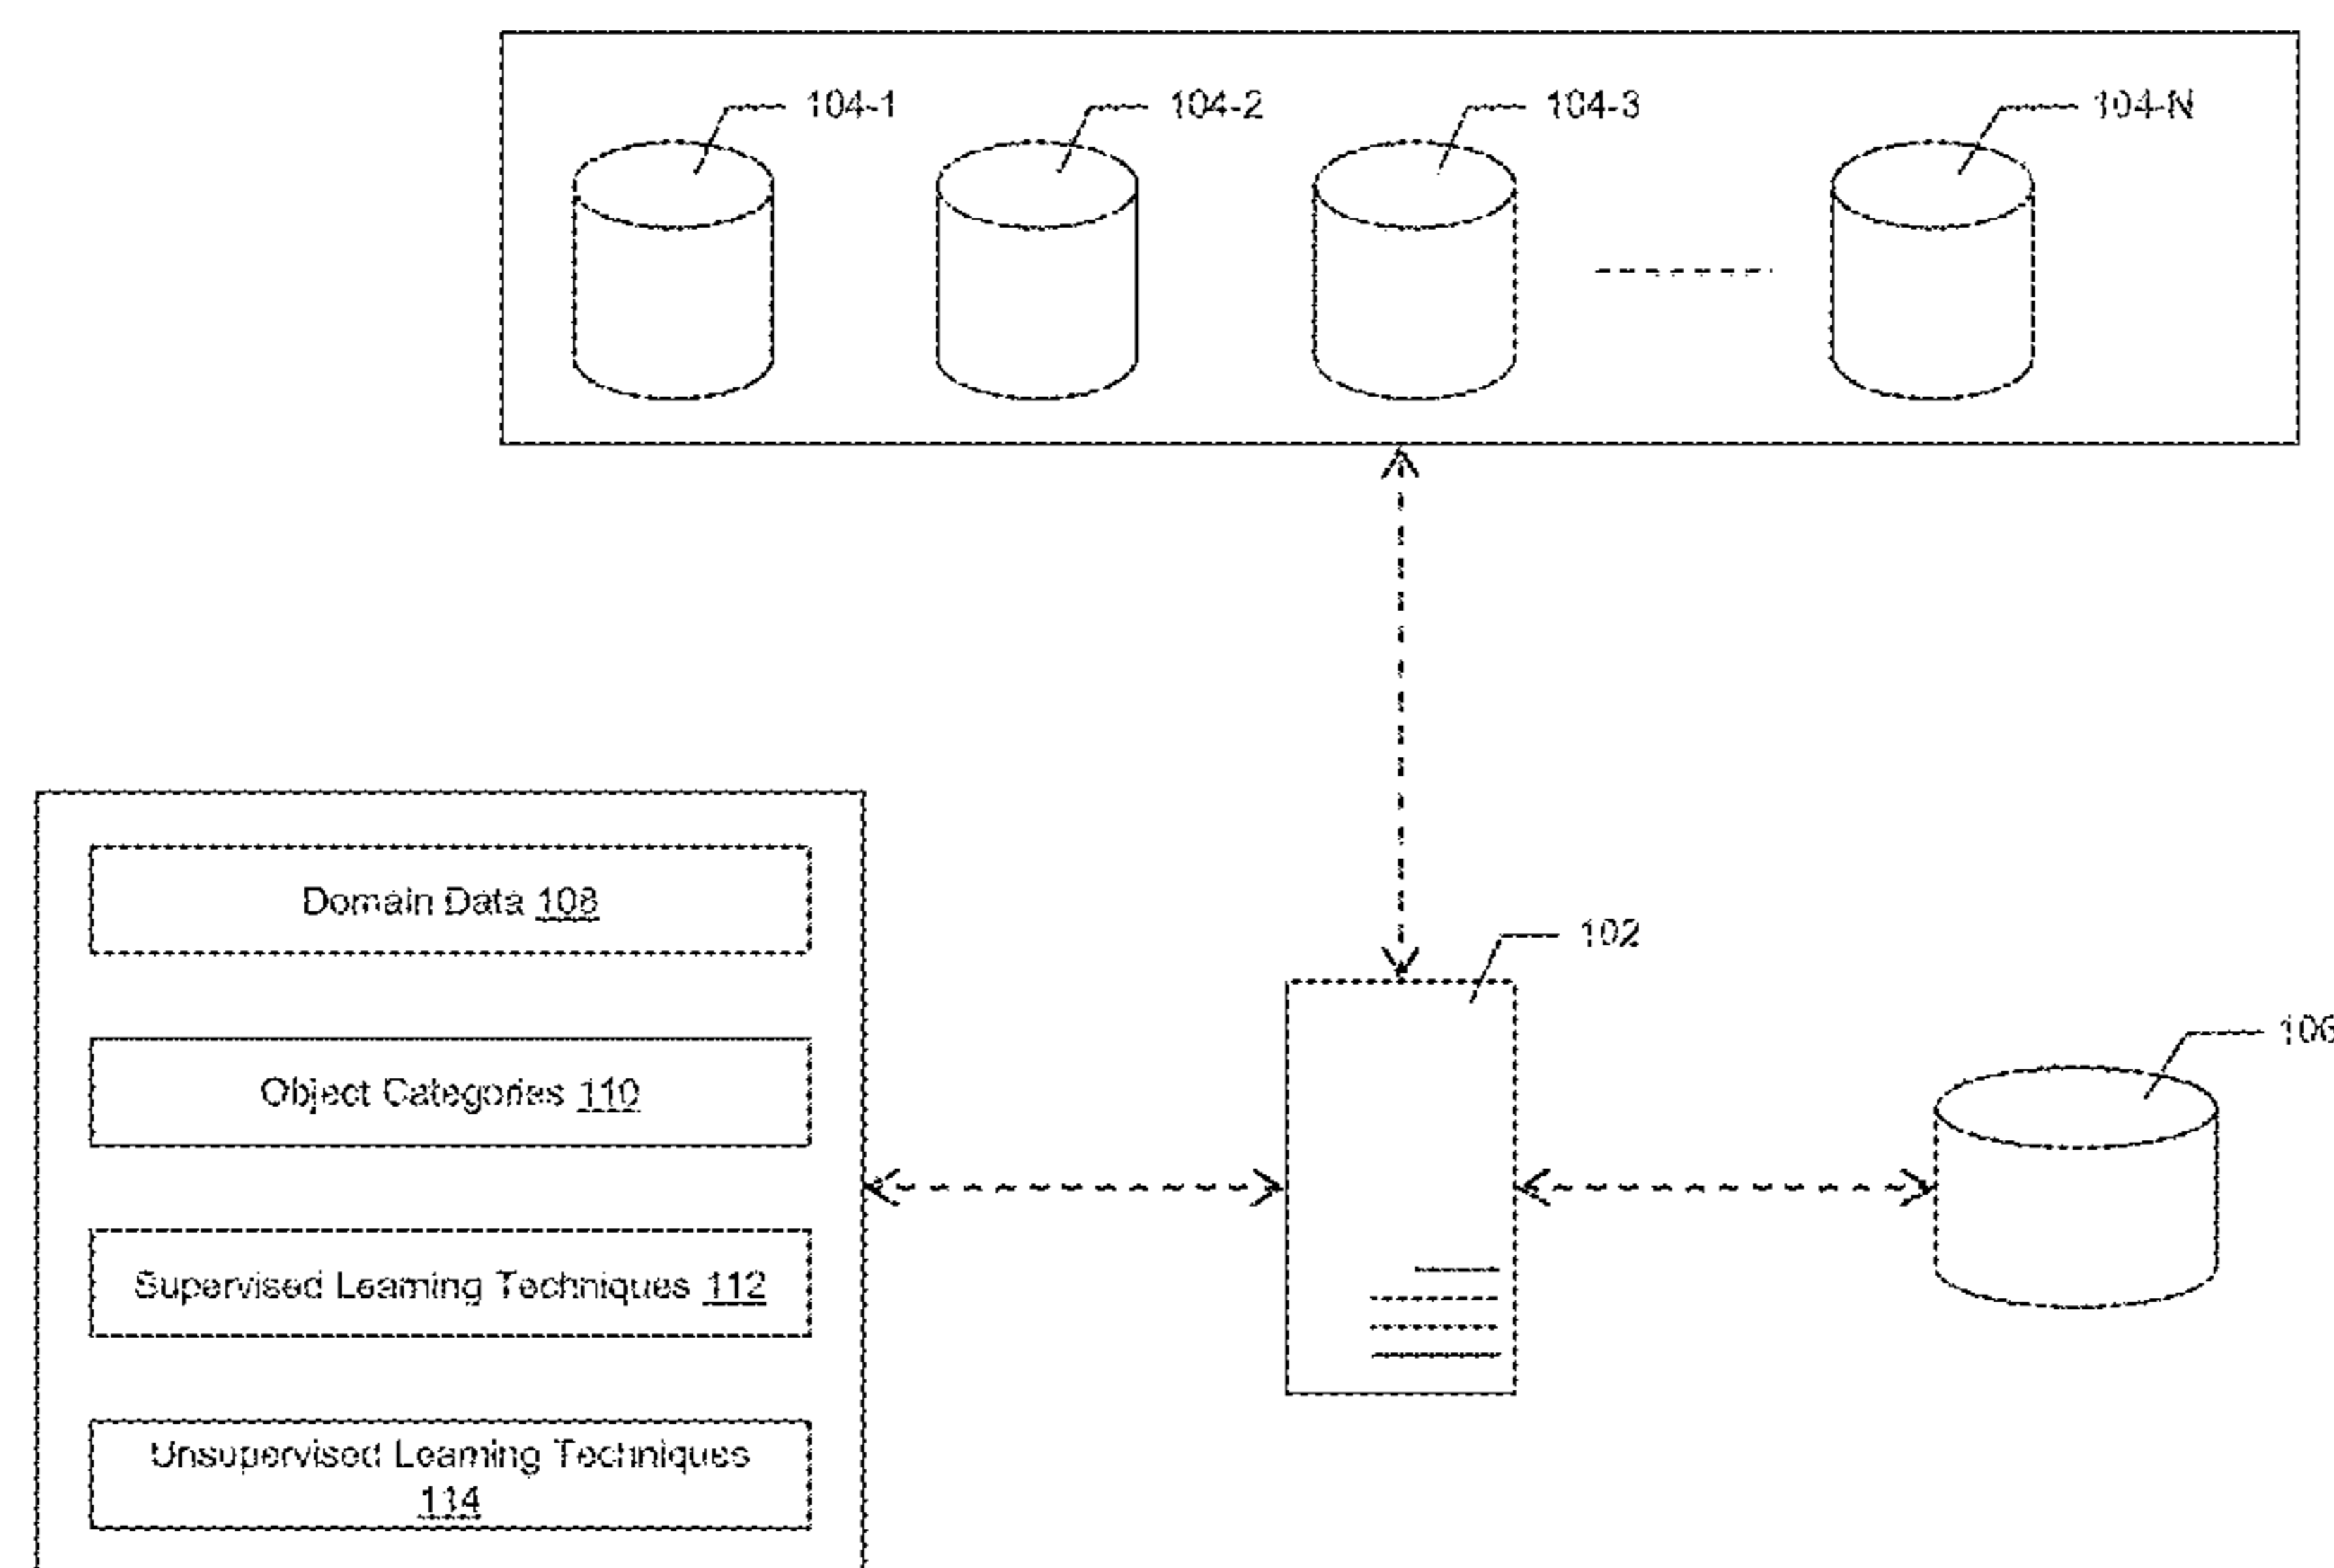 104-1
104-2
104-3
104-N
Domain Data 108
102
106
Object Categories 110
Supervised Learning Techniques 112
Unsupervised Learning Techniques
114